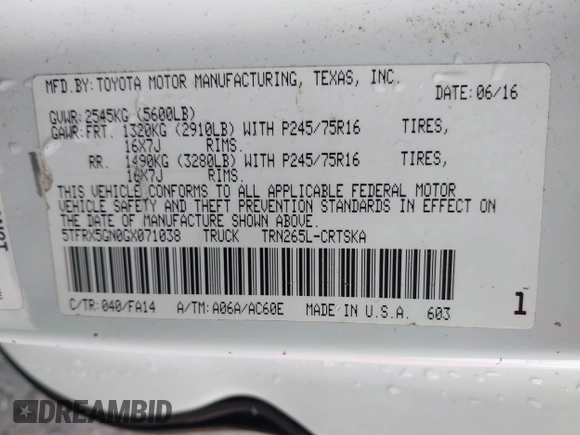 MFD.BY:TOYOTA MOTOR MANUFACTURING, TEXAS, INC.
DATE:06/16
GVWR:2545KG (5600LB)
GAWR:FRT. 1320KG (2910LB) WITH P245/75R16 TIRES,
16X7J RIMS.
RR. 1490KG (3280LB) WITH P245/75R16 TIRES,
16X7J RIMS.
THIS VEHICLE CONFORMS TO ALL APPLICABLE FEDERAL MOTOR
VEHICLE SAFETY AND THEFT PREVENTION STANDARDS IN EFFECT
ON THE DATE OF MANUFACTURE SHOWN ABOVE.
5TFRX5GN0GX071038 TRUCK TRN265L-CRTSKA
C/TR:040/FA14 A/TM:A06A/AC60E MADE IN U.S.A. 603
1
DREAMBID